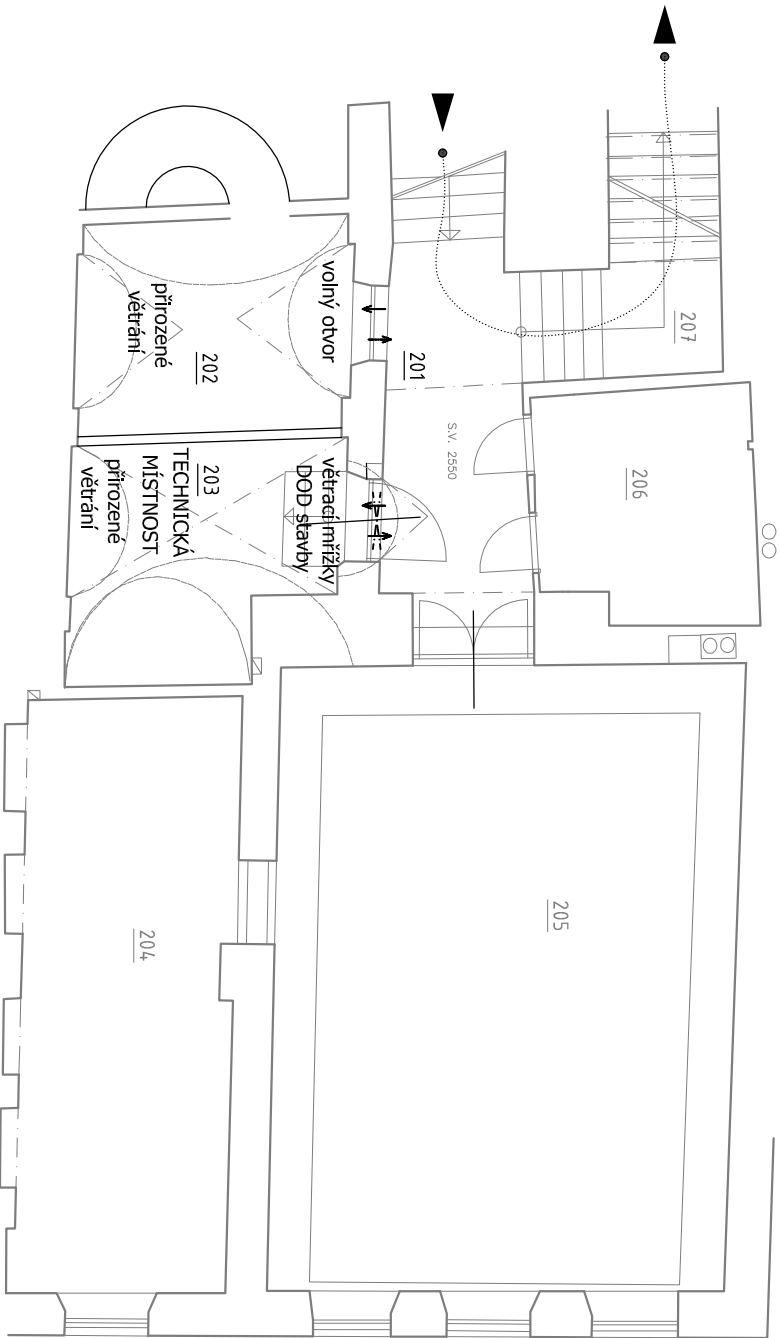 volný otvor
přirozené
větrání
202
201
207
S.V. 2550
206
větrací mřížky
DOD stavby
203
TECHNICKÁ
MÍSTNOST
přirozené
větrání
205
204